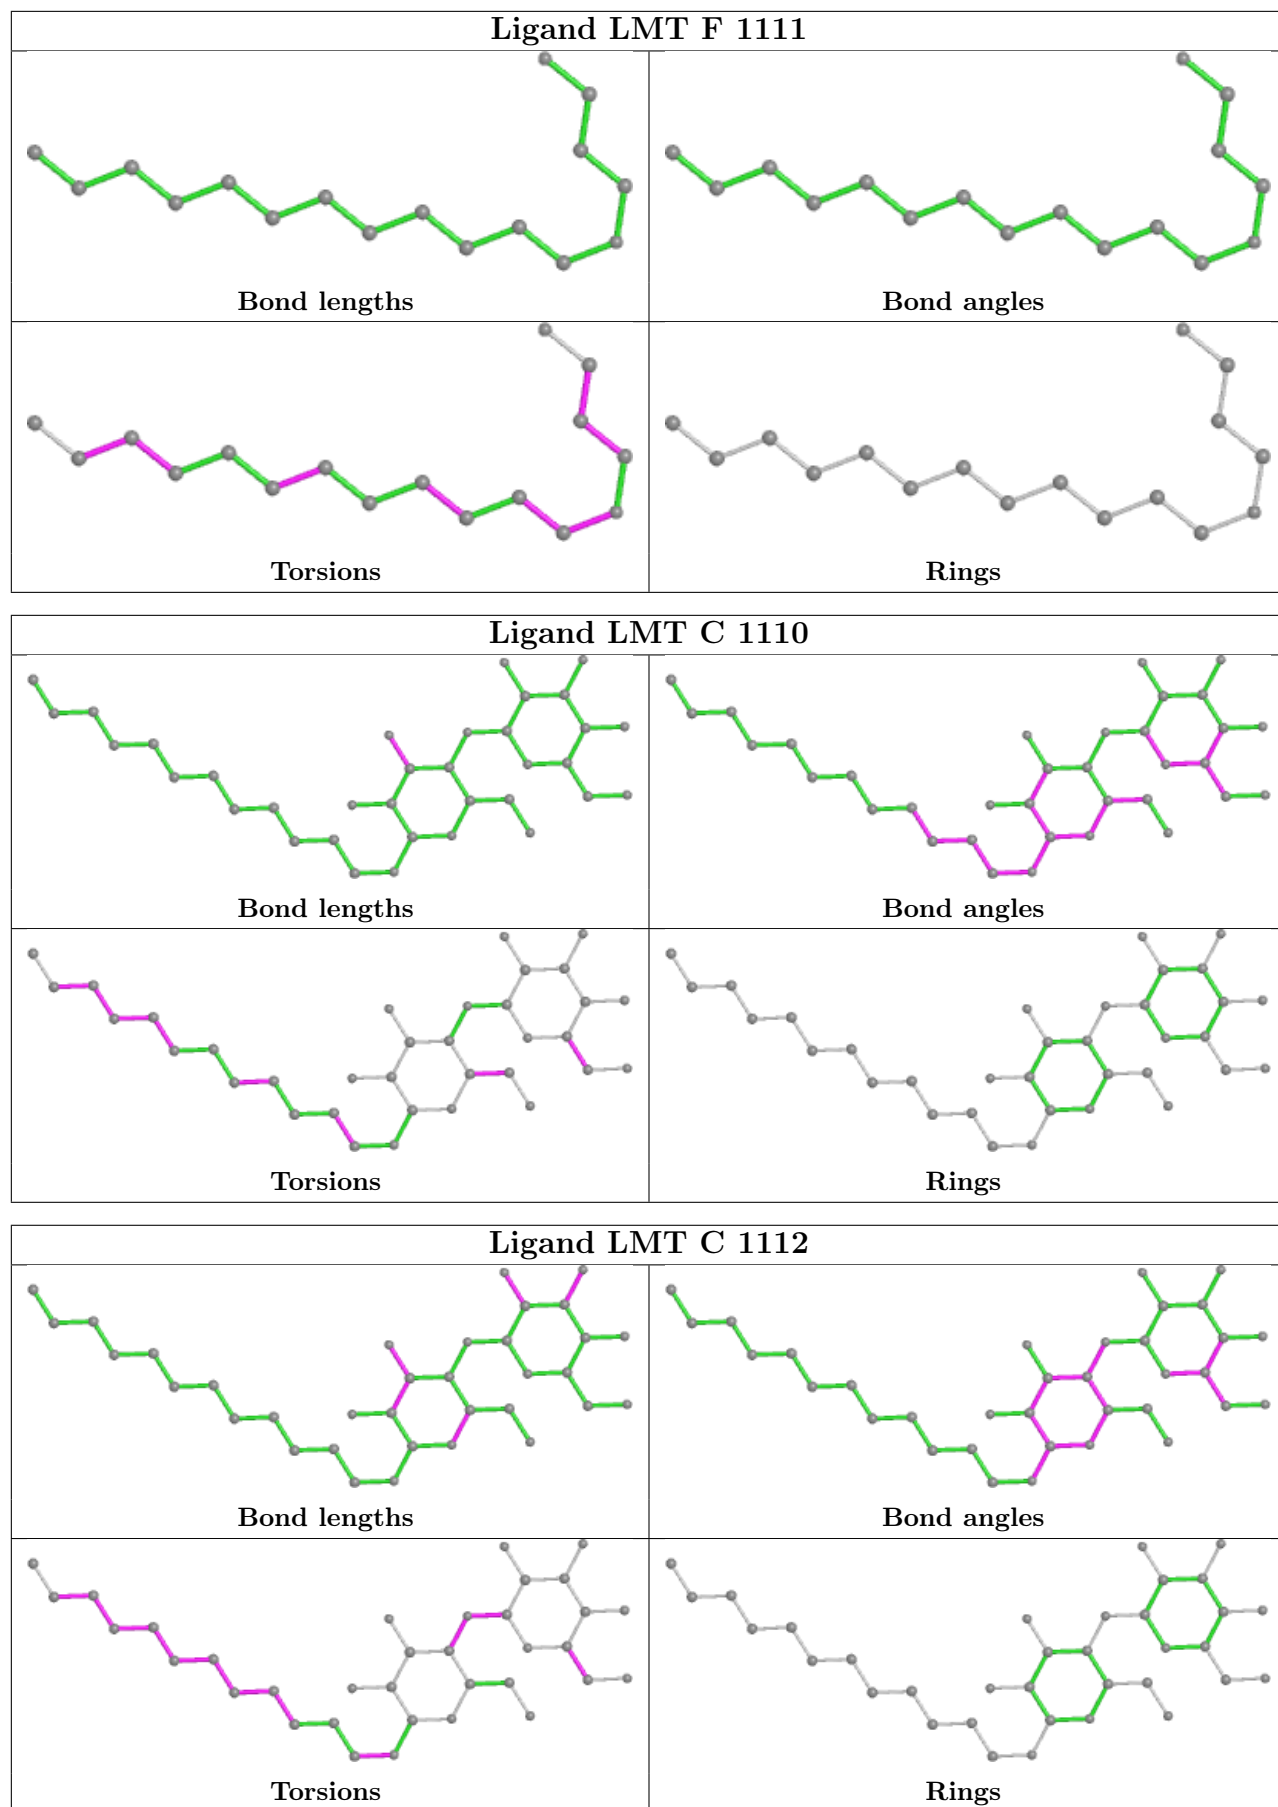 Ligand LMT F 1111
Bond lengths
Bond angles
Torsions
Rings
Ligand LMT C 1110
Bond lengths
Bond angles
Torsions
Rings
Ligand LMT C 1112
Bond lengths
Bond angles
Torsions
Rings